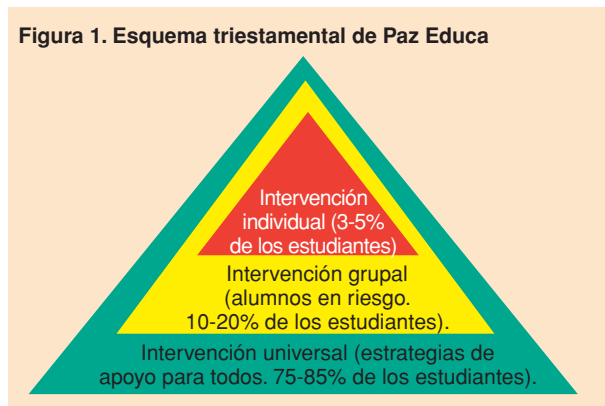 Figura 1. Esquema triestamental de Paz Educa
Intervención
individual (3-5%
de los estudiantes)
Intervención grupal
(alumnos en riesgo.
10-20% de los estudiantes).
Intervención universal (estrategias de
apoyo para todos. 75-85% de los estudiantes).